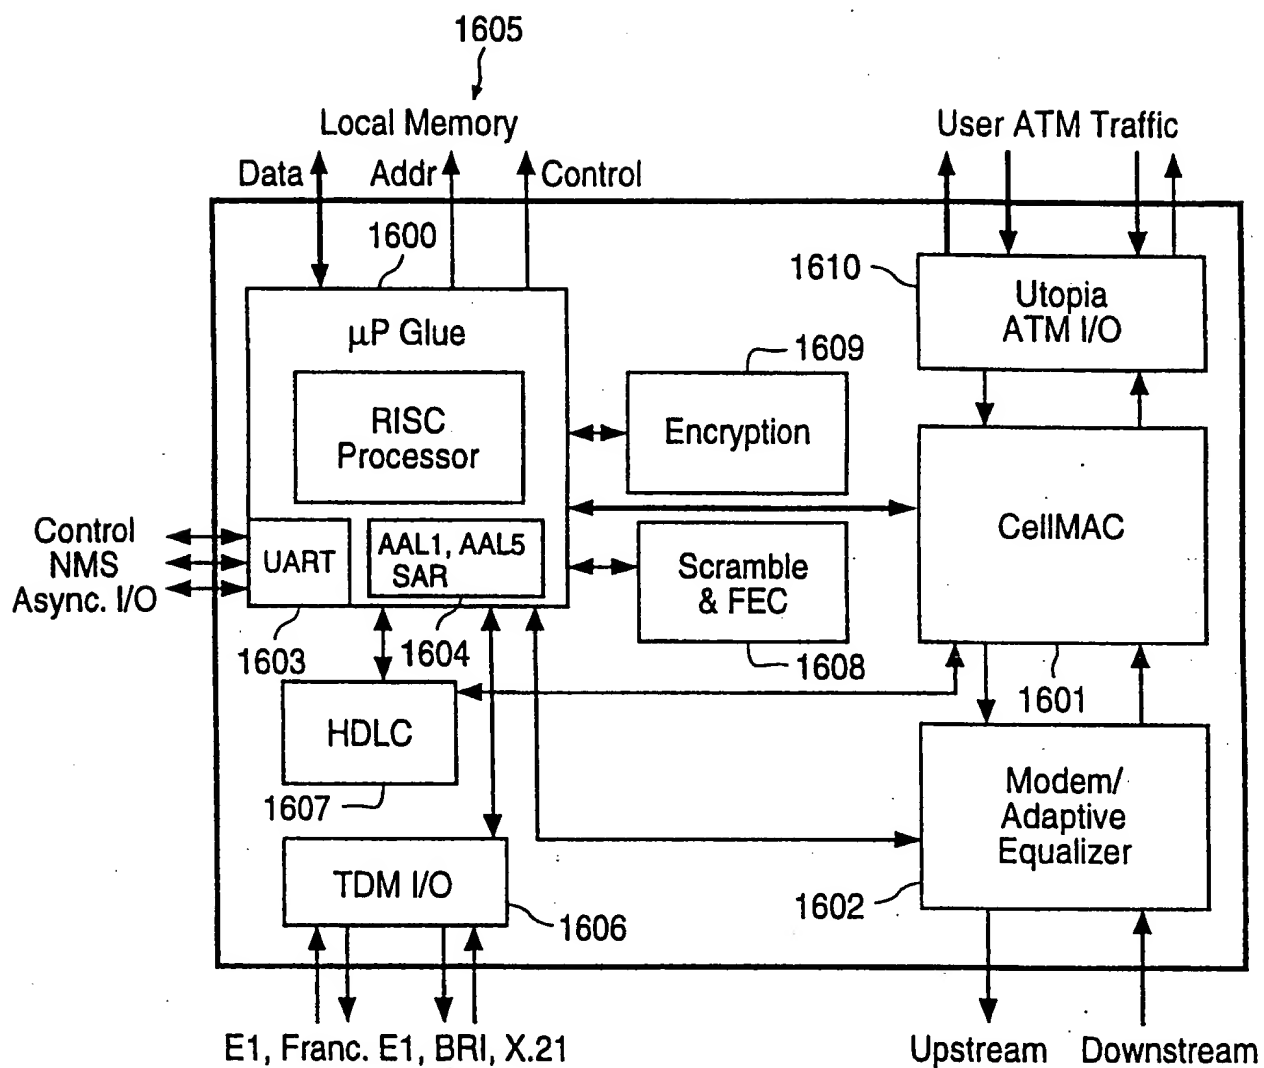 1605
Local Memory
User ATM Traffic
Data
Addr
Control
1600
1610
Utopia
ATM I/O
μP Glue
1609
RISC
Processor
Encryption
CellMAC
Control
NMS
Async. I/O
UART
AAL1, AAL5
SAR
Scramble
& FEC
1603
1604
1608
1601
HDLC
1607
Modem/
Adaptive
Equalizer
TDM I/O
1602
1606
E1, Franc. E1, BRI, X.21
Upstream
Downstream